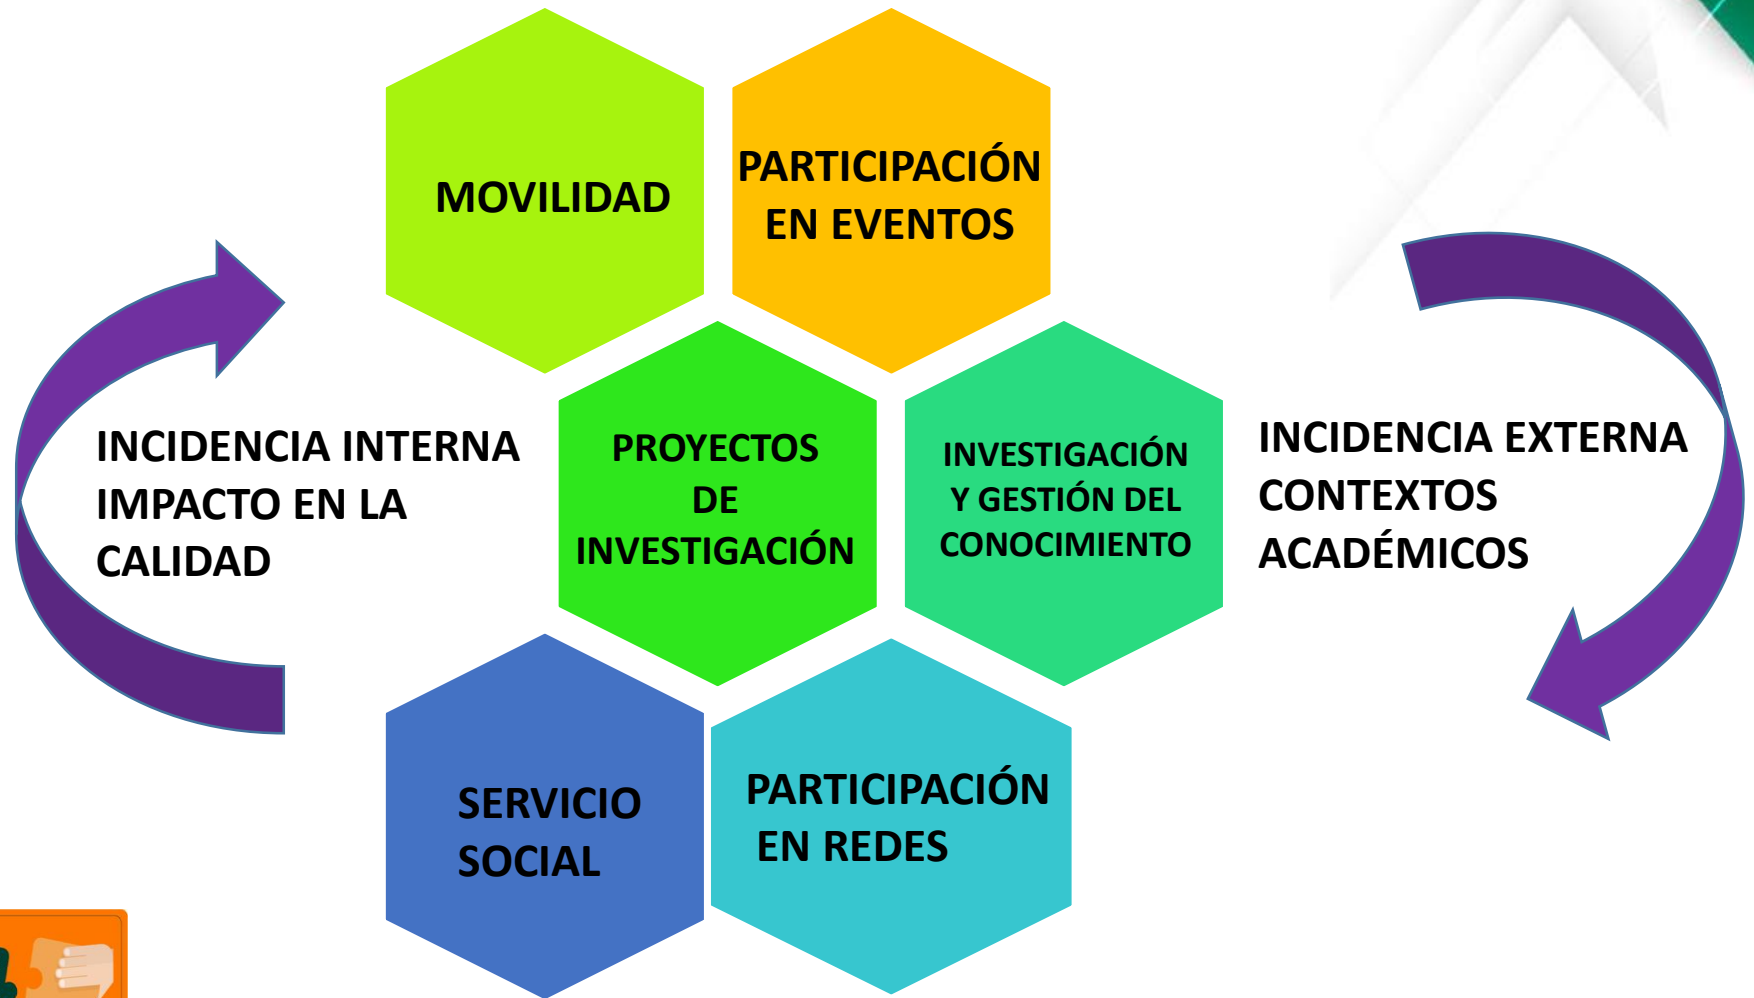 MOVILIDAD
PARTICIPACIÓN
EN EVENTOS
INCIDENCIA INTERNA
IMPACTO EN LA
CALIDAD
PROYECTOS
DE
INVESTIGACIÓN
INVESTIGACIÓN
Y GESTIÓN DEL
CONOCIMIENTO
INCIDENCIA EXTERNA
CONTEXTOS
ACADÉMICOS
SERVICIO
SOCIAL
PARTICIPACIÓN
EN REDES